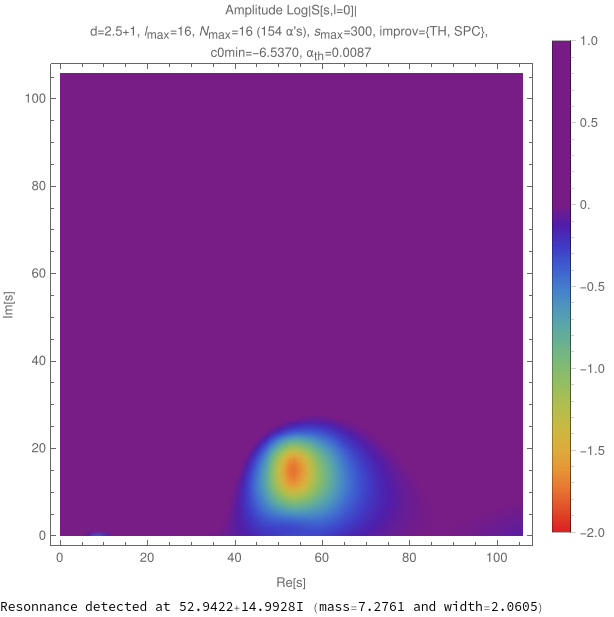 Amplitude Log|S[s,l=0]|
d=2.5+1, lmax=16, Nmax=16 (154 α's), smax=300, improv={TH, SPC},
c0min=−6.5370, αth=0.0087
1.0
0.5
0.
−0.5
−1.0
−1.5
−2.0
100
80
60
40
20
0
Im[s]
0 20 40 60 80 100
Re[s]
Resonnance detected at 52.9422+14.9928I (mass=7.2761 and width=2.0605)